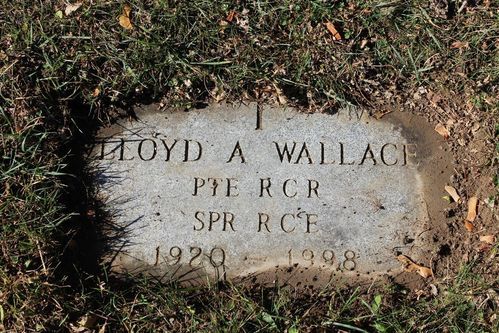 LLOYD A WALLACE
PTE RCR
SPR RCE
1920 - 1998